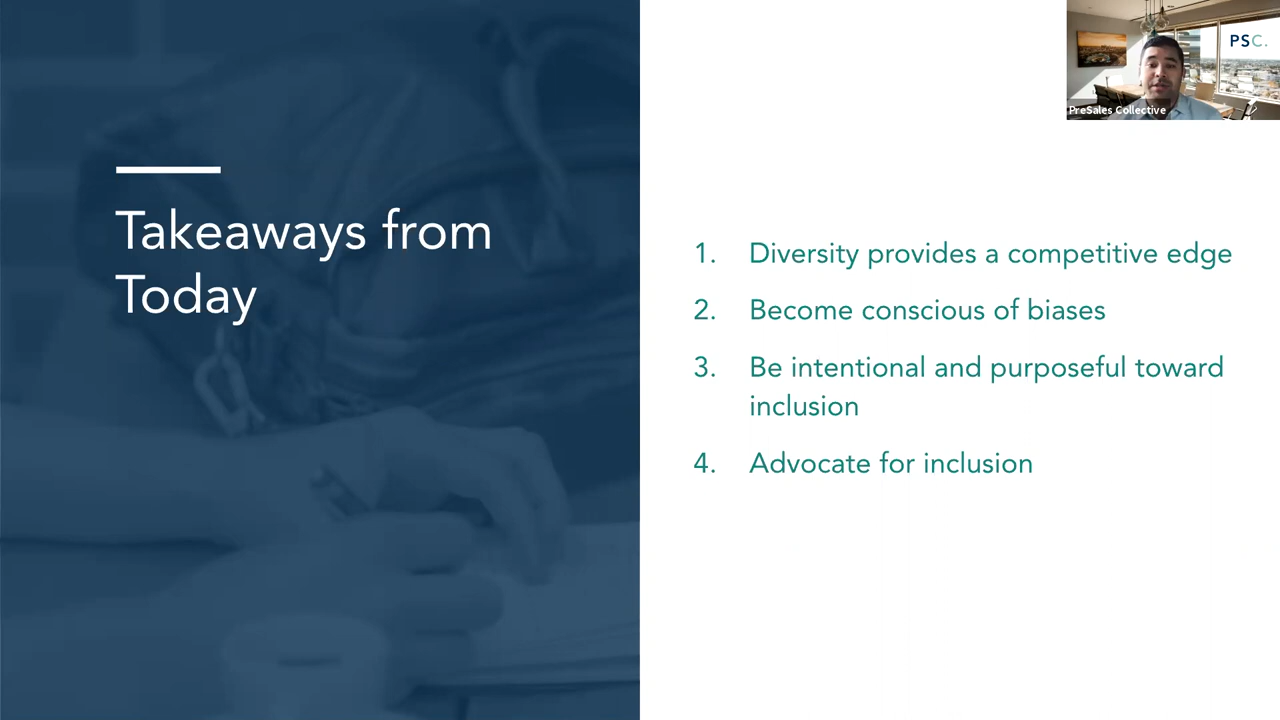 Takeaways from
Today
1. Diversity provides a competitive edge
2. Become conscious of biases
3. Be intentional and purposeful toward
inclusion
4. Advocate for inclusion
PSC.
PreSales Collective